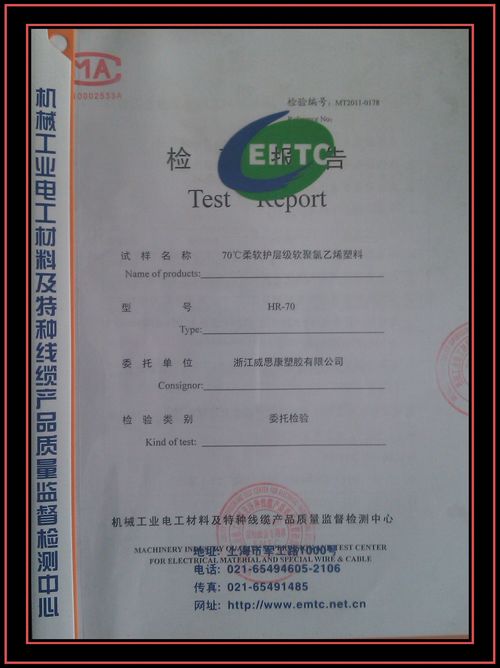 MA
机械工业电工材料及特种线缆产品质量监督检测中心
检验编号: MT2011-0178
Reference No:
EMTC
检 报告
Test Report
试样名称 70℃柔软护层级软聚氯乙烯塑料
Name of products:
型号 HR-70
Type:
委托单位 浙江威思康塑胶有限公司
Consignor:
检验类别 委托检验
Kind of test:
机械工业电工材料及特种线缆产品质量监督检测中心
MACHINERY INDUSTRY TEST CENTER
FOR ELECTRICAL MATERIAL AND SPECIAL WIRE & CABLE
地址: 上海市军工路1000号
电话: 021-65494605-2106
传真: 021-65491485
网址: http://www.emtc.net.cn